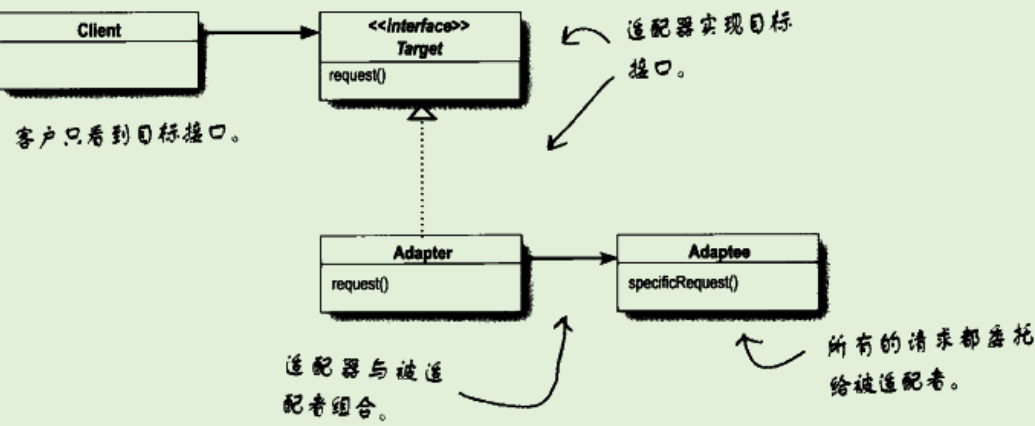 Client
<<interface>>
Target
request()
适配器实现目标
接口。
客户只看到目标接口。
Adapter
request()
Adaptee
specificRequest()
适配器与被适
配者组合。
所有的请求都委托
给被适配者。